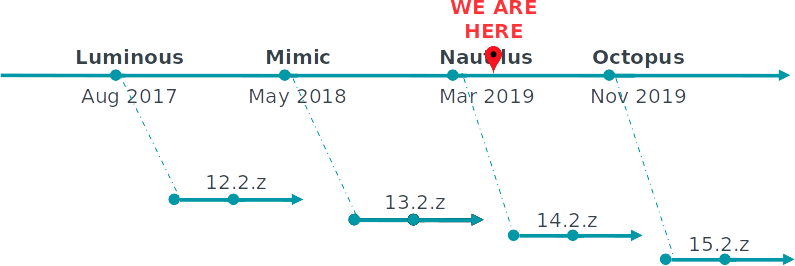 WE ARE
HERE
Luminous
Mimic
Nautilus
Octopus
Aug 2017
May 2018
Mar 2019
Nov 2019
12.2.z
13.2.z
14.2.z
15.2.z